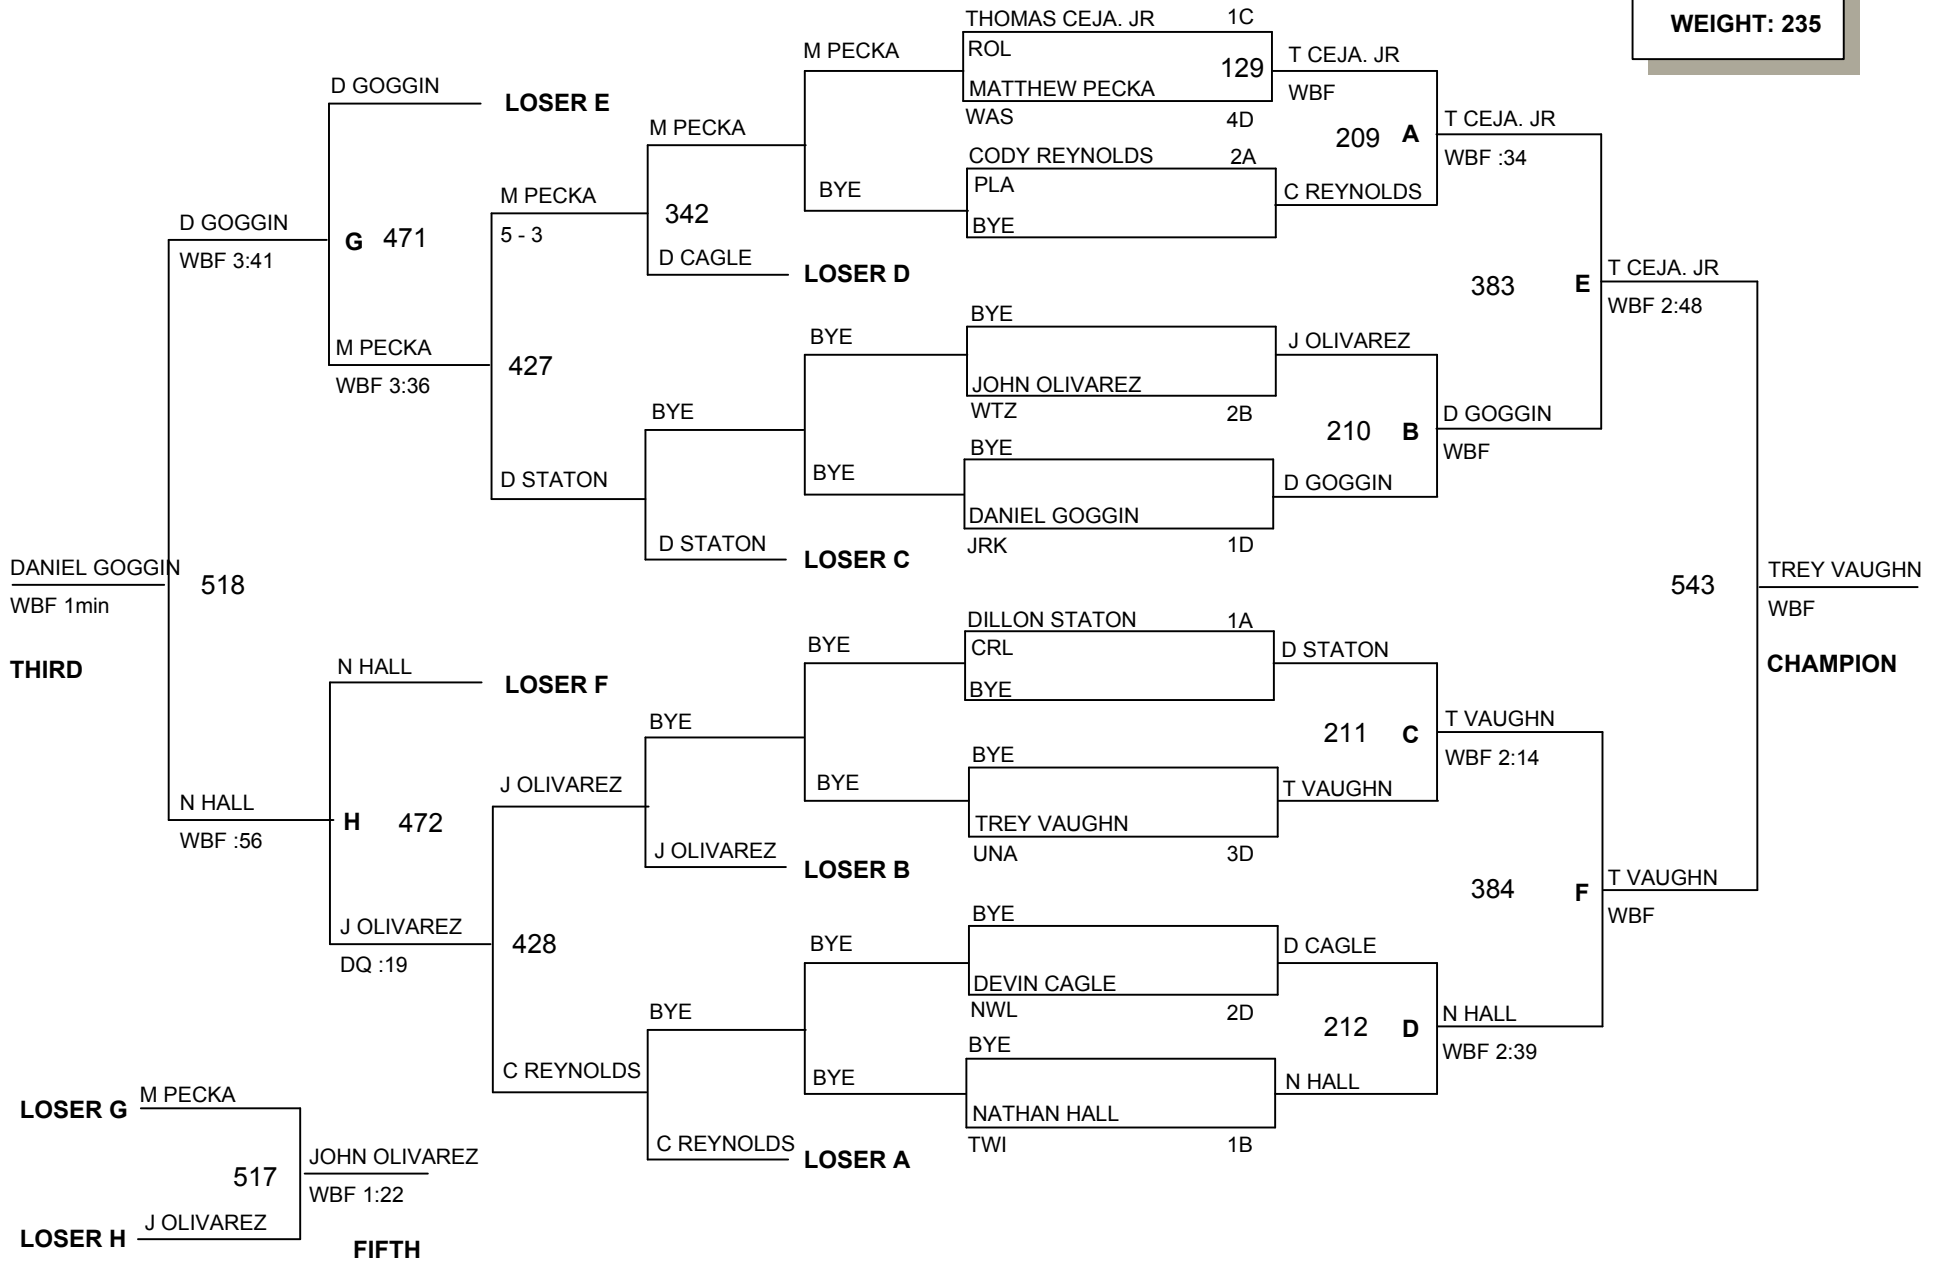 WEIGHT: 235
THOMAS CEJA. JR 1C
ROL
129
MATTHEW PECKA
WAS 4D
CODY REYNOLDS 2A
PLA
BYE
BYE
JOHN OLIVAREZ
WTZ 2B
BYE
DANIEL GOGGIN
JRK 1D
DILLON STATON 1A
CRL
BYE
BYE
TREY VAUGHN
UNA 3D
BYE
DEVIN CAGLE
NWL 2D
BYE
NATHAN HALL
TWI 1B
T CEJA. JR
WBF
209 A
C REYNOLDS
J OLIVAREZ
210 B
D GOGGIN
D STATON
211 C
T VAUGHN
D CAGLE
212 D
N HALL
T CEJA. JR
WBF :34
383 E
D GOGGIN
WBF
T VAUGHN
WBF 2:14
384 F
N HALL
WBF 2:39
T CEJA. JR
WBF 2:48
543
T VAUGHN
WBF
TREY VAUGHN
WBF
CHAMPION
M PECKA
BYE
BYE
BYE
BYE
BYE
BYE
BYE
M PECKA
342
D CAGLE
LOSER D
BYE
D STATON
LOSER C
BYE
J OLIVAREZ
LOSER B
BYE
C REYNOLDS
LOSER A
M PECKA
5 - 3
427
D STATON
J OLIVAREZ
428
C REYNOLDS
D GOGGIN
LOSER E
G 471
M PECKA
WBF 3:36
N HALL
LOSER F
H 472
J OLIVAREZ
DQ :19
D GOGGIN
WBF 3:41
518
N HALL
WBF :56
DANIEL GOGGIN
WBF 1min
THIRD
LOSER G
M PECKA
517
LOSER H
J OLIVAREZ
JOHN OLIVAREZ
WBF 1:22
FIFTH